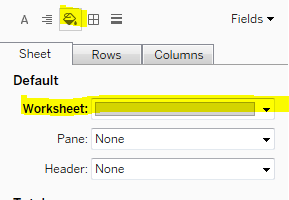 A Fields
Sheet Rows Columns
Default
Worksheet:
Pane: None
Header: None